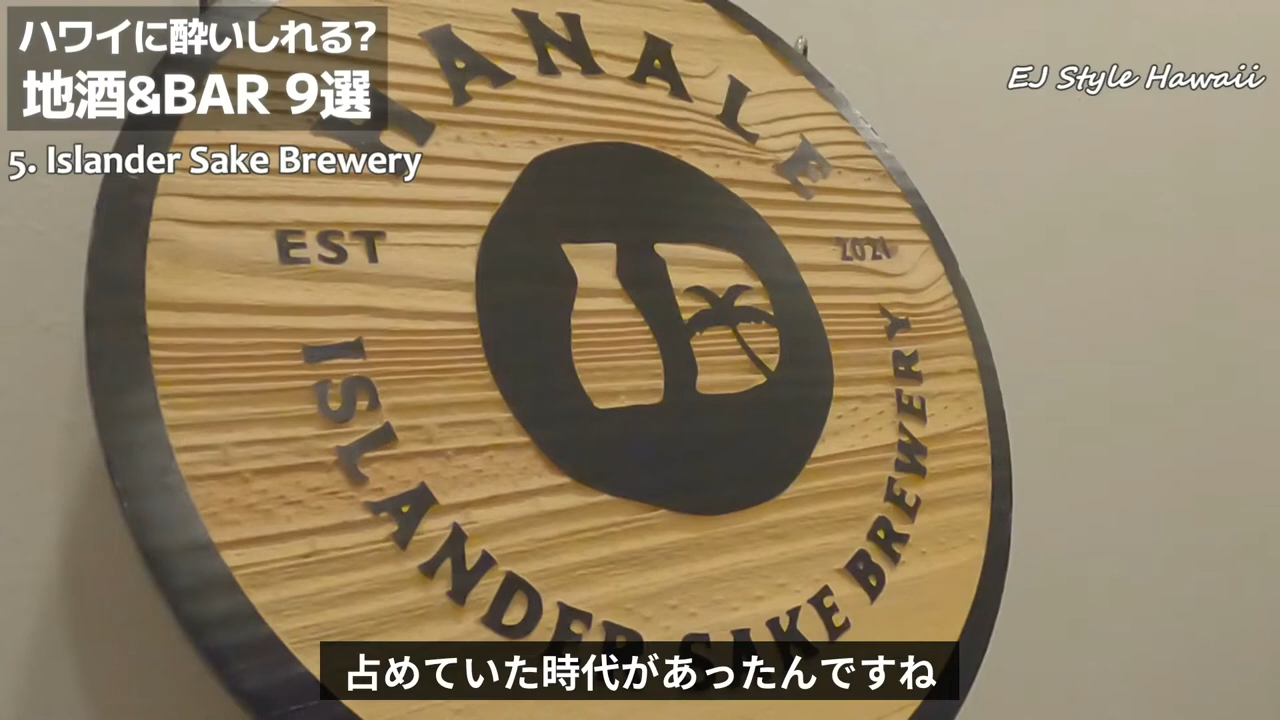 ハワイに酔いしれる?
地酒&BAR 9選
5. Islander Sake Brewery
EJ Style Hawaii
HANALE
EST 2021
ISLANDER SAKE BREWERY
占めていた時代があったんですね